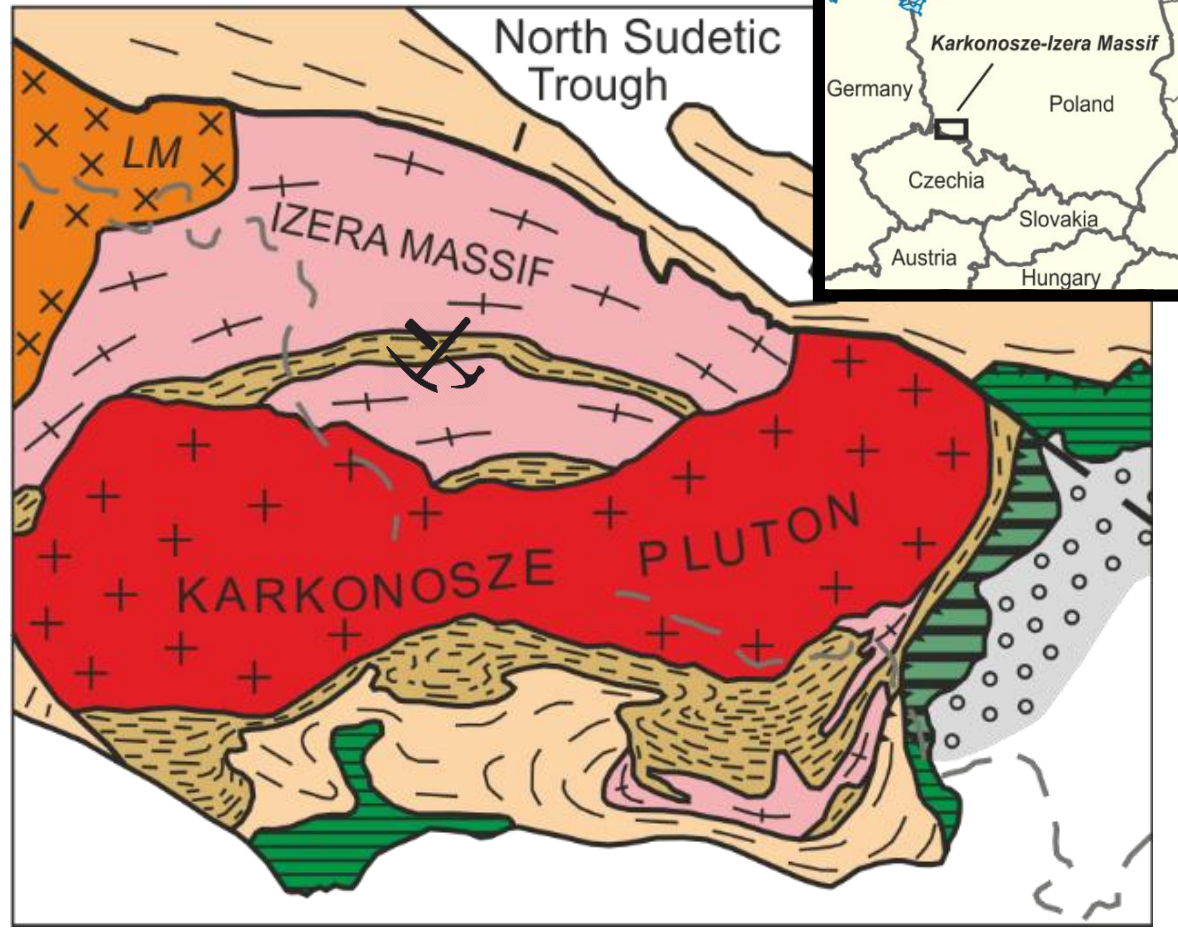 North Sudetic
Trough
LM
IZERA MASSIF
KARKONOSZE PLUTON
Karkonosze-Izera Massif
Germany
Poland
Czechia
Slovakia
Austria
Hungary